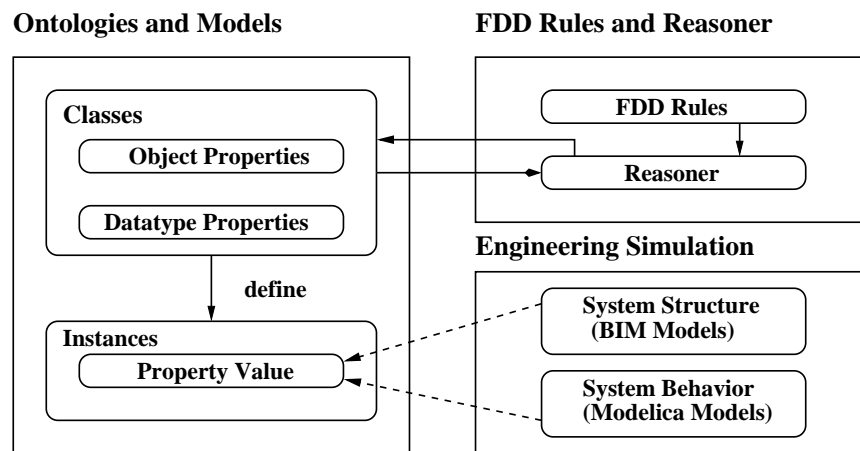 Ontologies and Models
Classes
Object Properties
Datatype Properties
define
Instances
Property Value
FDD Rules and Reasoner
FDD Rules
Reasoner
Engineering Simulation
System Structure
(BIM Models)
System Behavior
(Modelica Models)